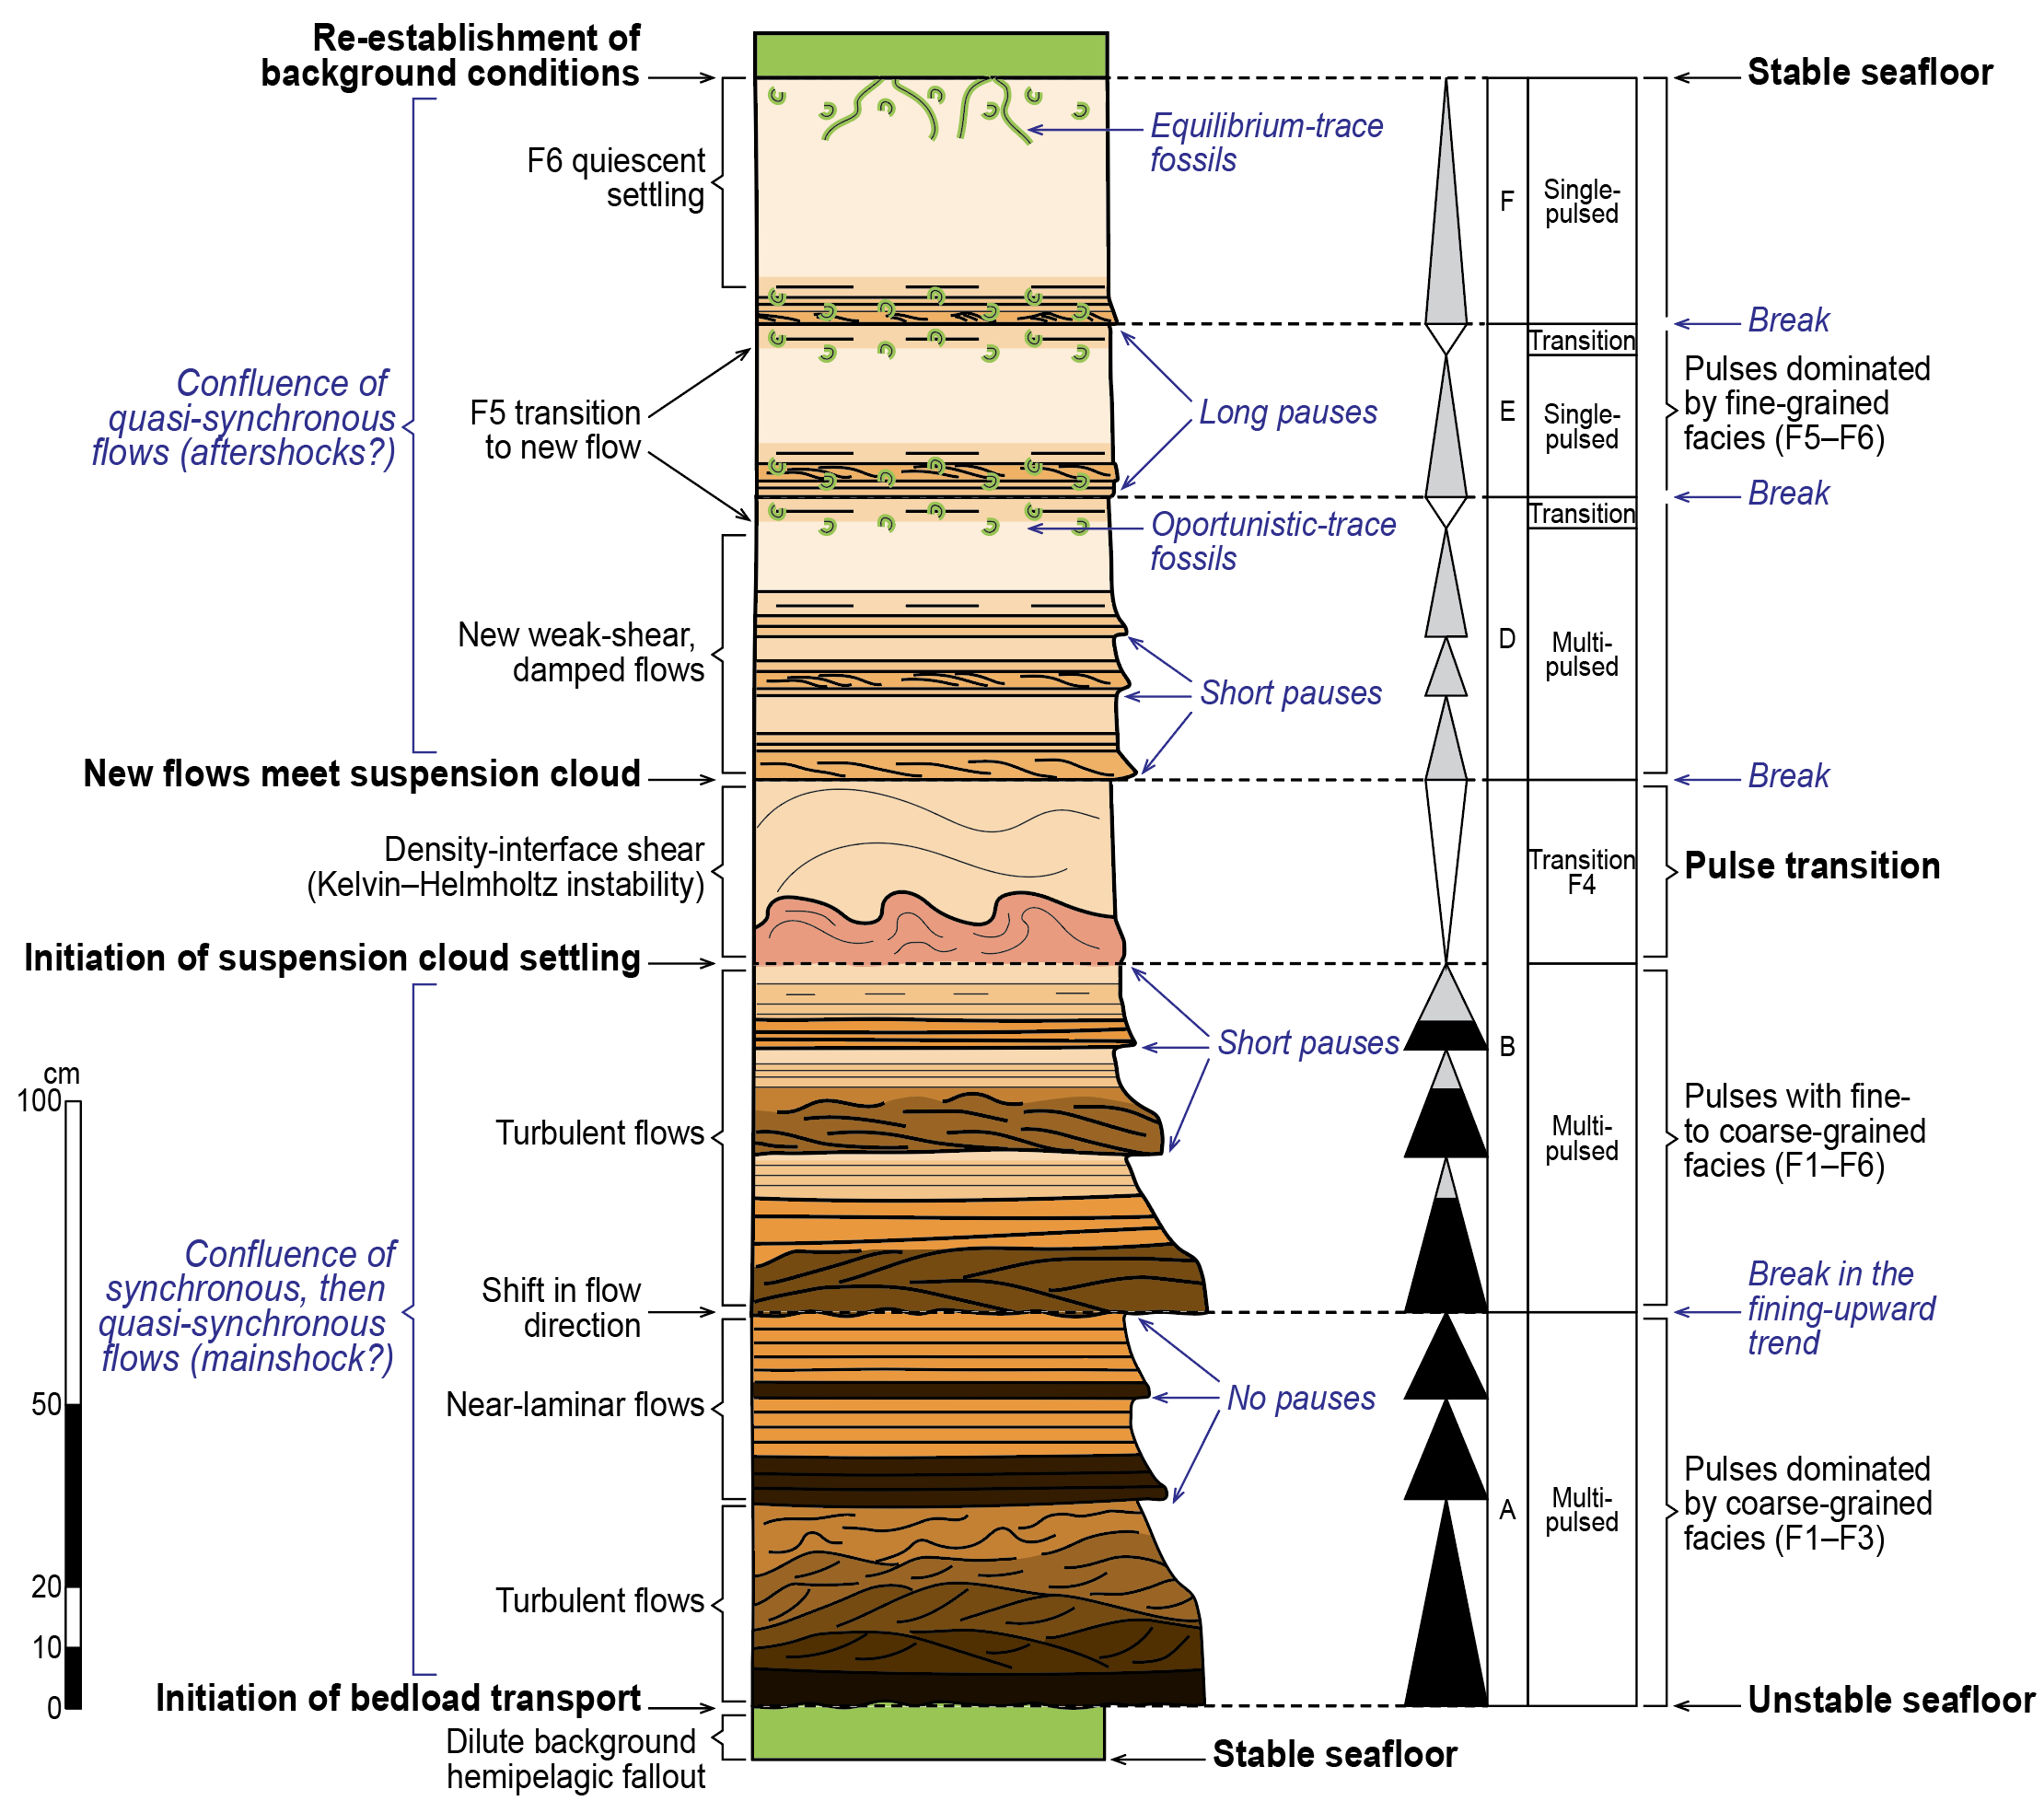 Re-establishment of
background conditions
Stable seafloor
Equilibrium-trace
fossils
F6 quiescent
settling
F
Single-
pulsed
Break
Transition
Confluence of
quasi-synchronous
flows (aftershocks?)
F5 transition
to new flow
Long pauses
E
Single-
pulsed
Pulses dominated
by fine-grained
facies (F5–F6)
Break
Transition
Oportunistic-trace
fossils
New weak-shear,
damped flows
Short pauses
D
Multi-
pulsed
New flows meet suspension cloud
Break
Density-interface shear
(Kelvin–Helmholtz instability)
Transition
F4
Pulse transition
Initiation of suspension cloud settling
Short pauses
B
Turbulent flows
Multi-
pulsed
Pulses with fine-
to coarse-grained
facies (F1–F6)
cm
100
50
20
10
0
Confluence of
synchronous, then
quasi-synchronous
flows (mainshock?)
Shift in flow
direction
Break in the
fining-upward
trend
Near-laminar flows
No pauses
A
Multi-
pulsed
Pulses dominated
by coarse-grained
facies (F1–F3)
Turbulent flows
Initiation of bedload transport
Unstable seafloor
Dilute background
hemipelagic fallout
Stable seafloor